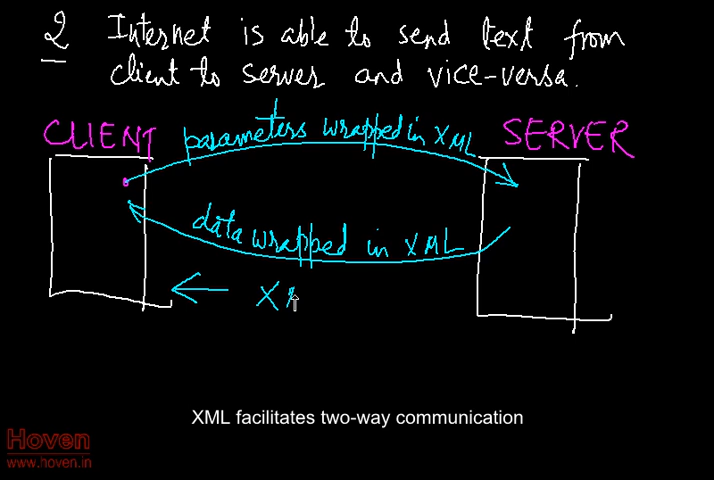 2 Internet is able to send text from
client to server and vice-versa.
CLIENT
parameters wrapped in XML
SERVER
data wrapped in XML
X
XML facilitates two-way communication
Hoven
www.hoven.in